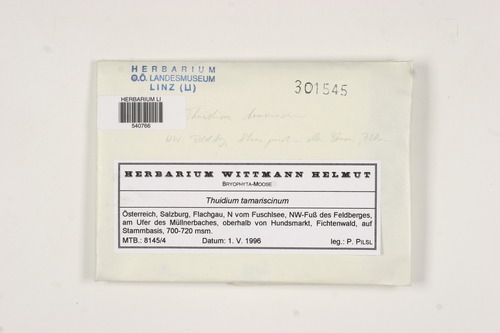 HERBARIUM
O.Ö. LANDESMUSEUM
LINZ (LI)
301545
HERBARIUM LI
540766
Thuidium
HERBARIUM WITTMANN HELMUT
BRYOPHYTA-MOOSE
Thuidium tamariscinum
Österreich, Salzburg, Flachgau, N vom Fuschlsee, NW-Fuß des Feldberges,
am Ufer des Müllnerbaches, oberhalb von Hundsmarkt, Fichtenwald, auf
Stammbasis, 700-720 msm.
MTB.: 8145/4 Datum: 1. V. 1996 leg.: P. PILSL